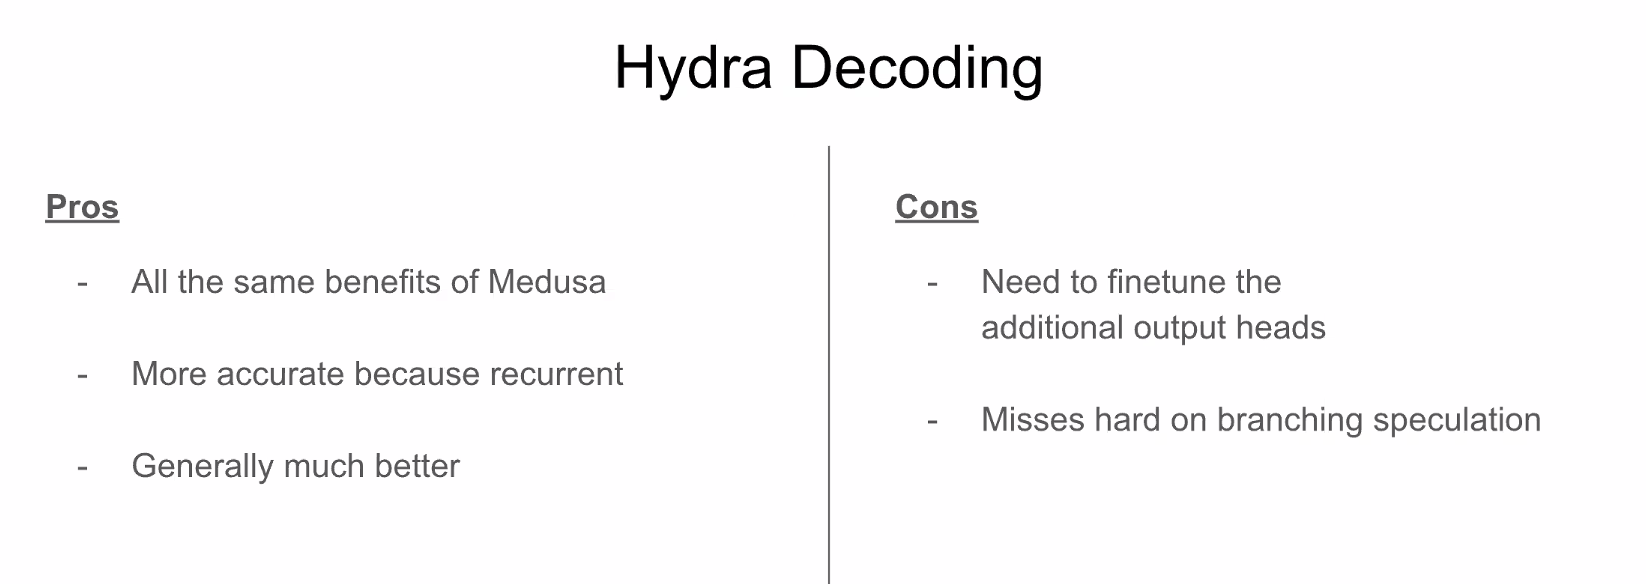 Hydra Decoding
Pros
- All the same benefits of Medusa
- More accurate because recurrent
- Generally much better
Cons
- Need to finetune the
additional output heads
- Misses hard on branching speculation